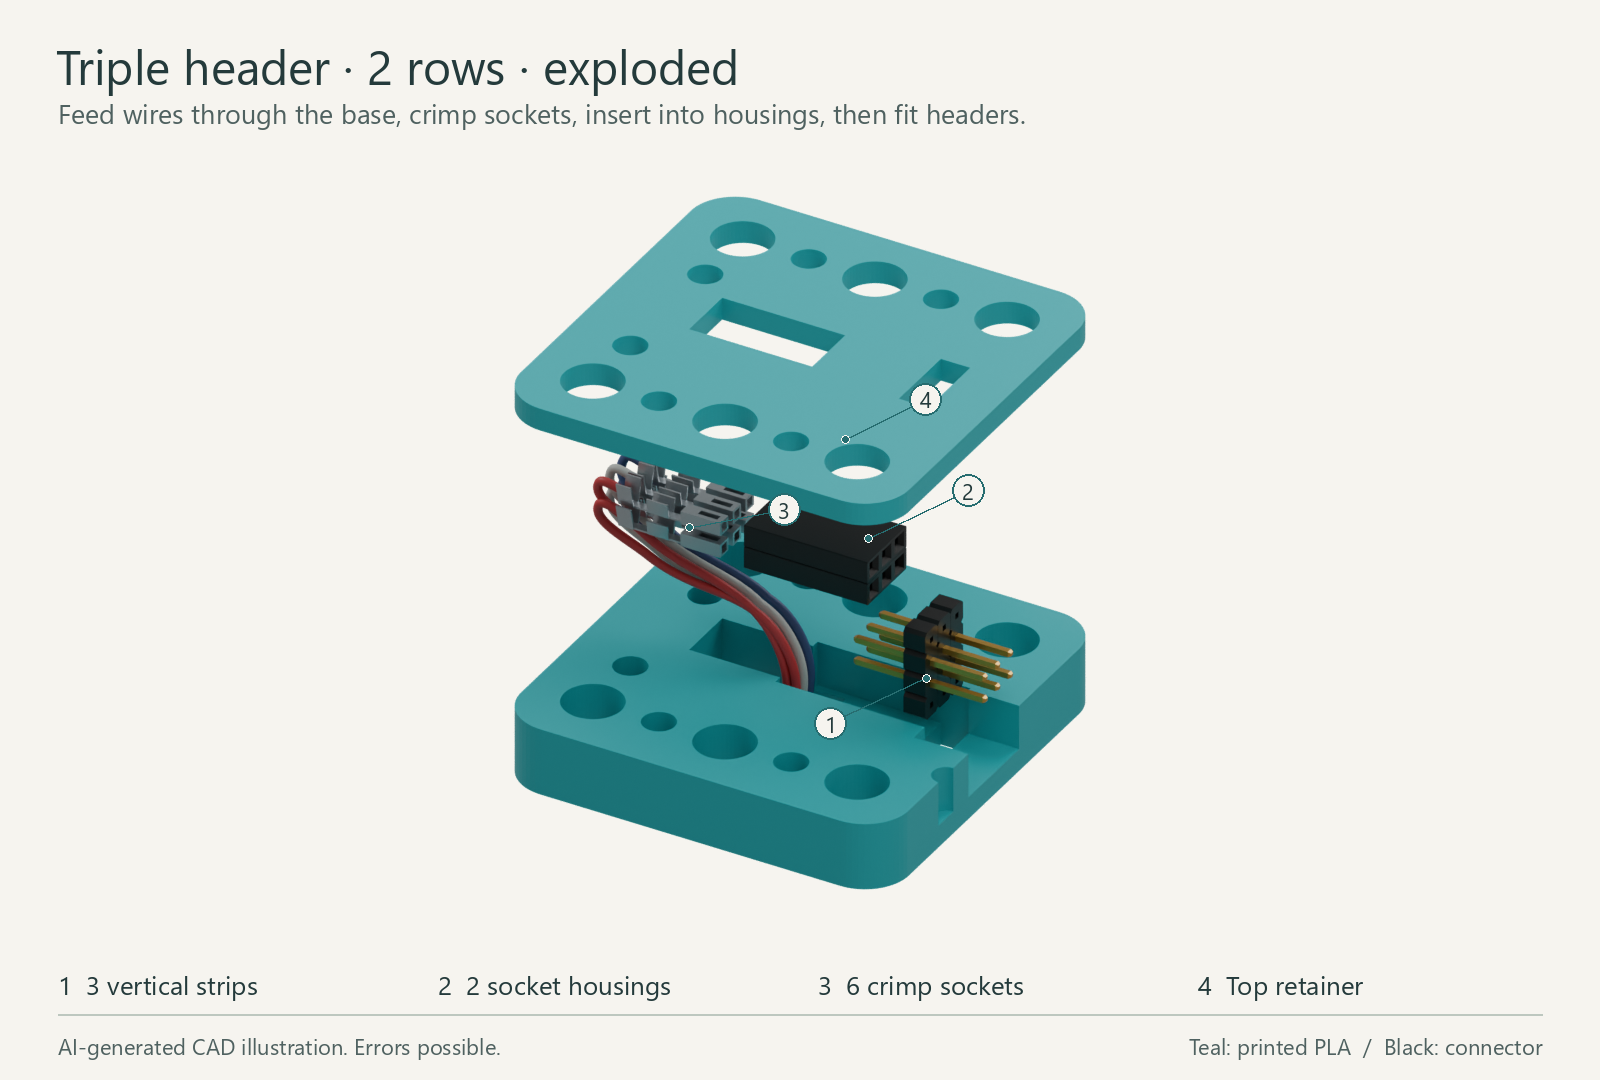 Triple header · 2 rows · exploded
Feed wires through the base, crimp sockets, insert into housings, then fit headers.
4
2
3
1
1 3 vertical strips
2 2 socket housings
3 6 crimp sockets
4 Top retainer
AI-generated CAD illustration. Errors possible.
Teal: printed PLA / Black: connector